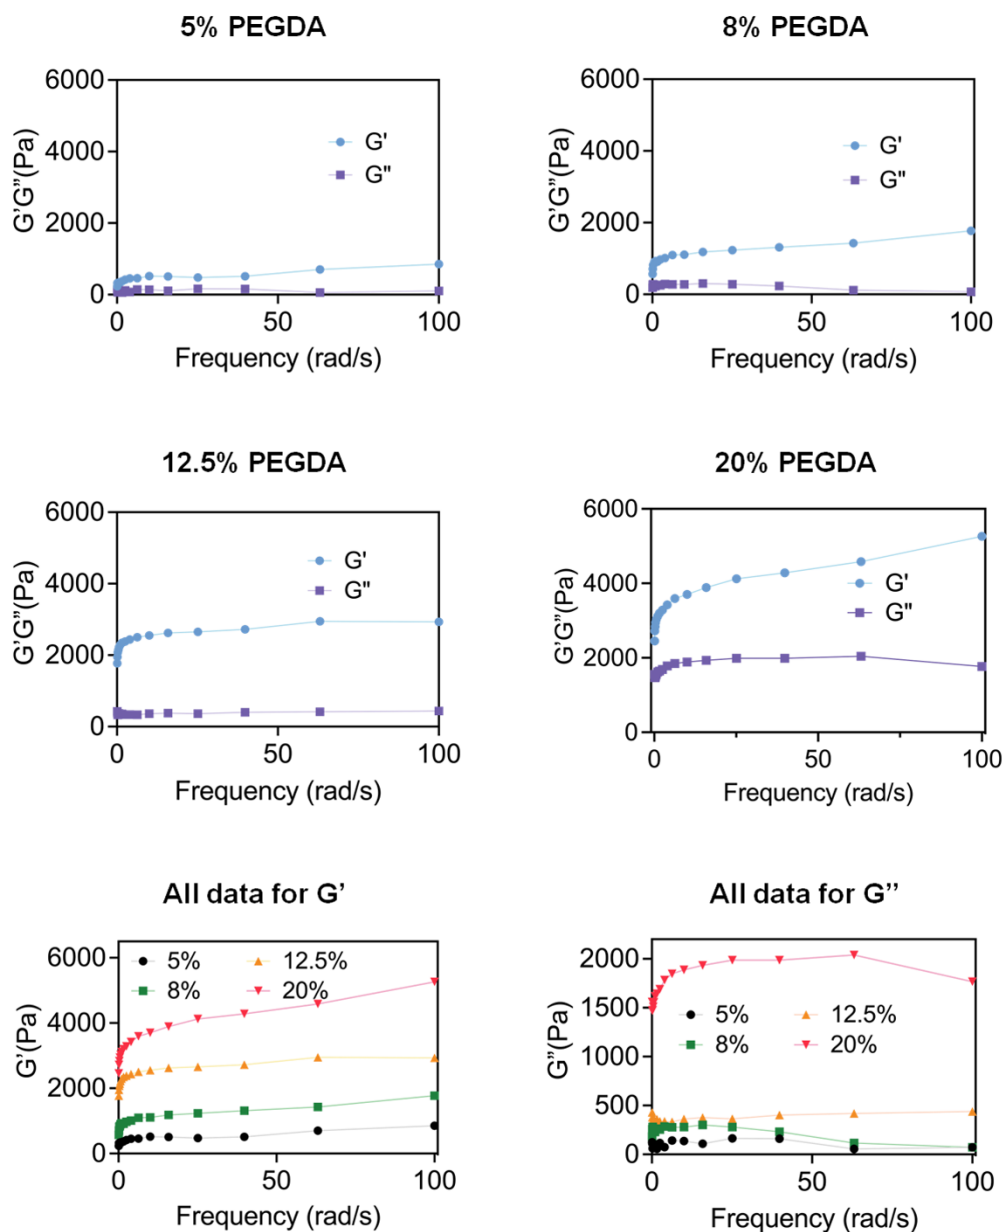 5% PEGDA
6000
4000
2000
0
G'G"(Pa)
G'
G"
0
50
100
Frequency (rad/s)
8% PEGDA
6000
4000
2000
0
G'G"(Pa)
G'
G"
0
50
100
Frequency (rad/s)
12.5% PEGDA
6000
4000
2000
0
G'G"(Pa)
G'
G"
0
50
100
Frequency (rad/s)
20% PEGDA
6000
4000
2000
0
G'G"(Pa)
G'
G"
0
50
100
Frequency (rad/s)
All data for G’
6000
4000
2000
0
G'(Pa)
5%
12.5%
8%
20%
0
50
100
Frequency (rad/s)
All data for G’’
2000
1500
1000
500
0
G"(Pa)
5%
12.5%
8%
20%
0
50
100
Frequency (rad/s)